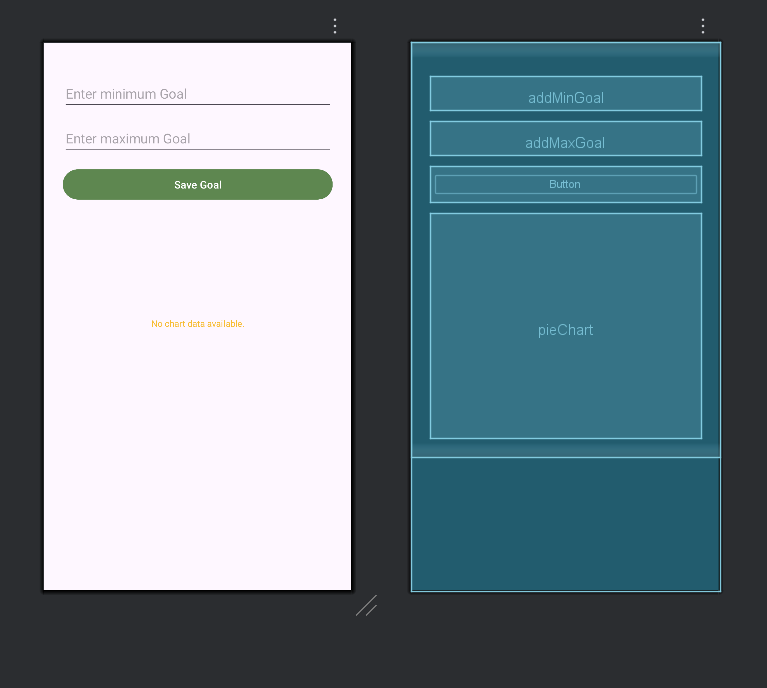 Enter minimum Goal
Enter maximum Goal
Save Goal
No chart data available.
addMinGoal
addMaxGoal
Button
pieChart